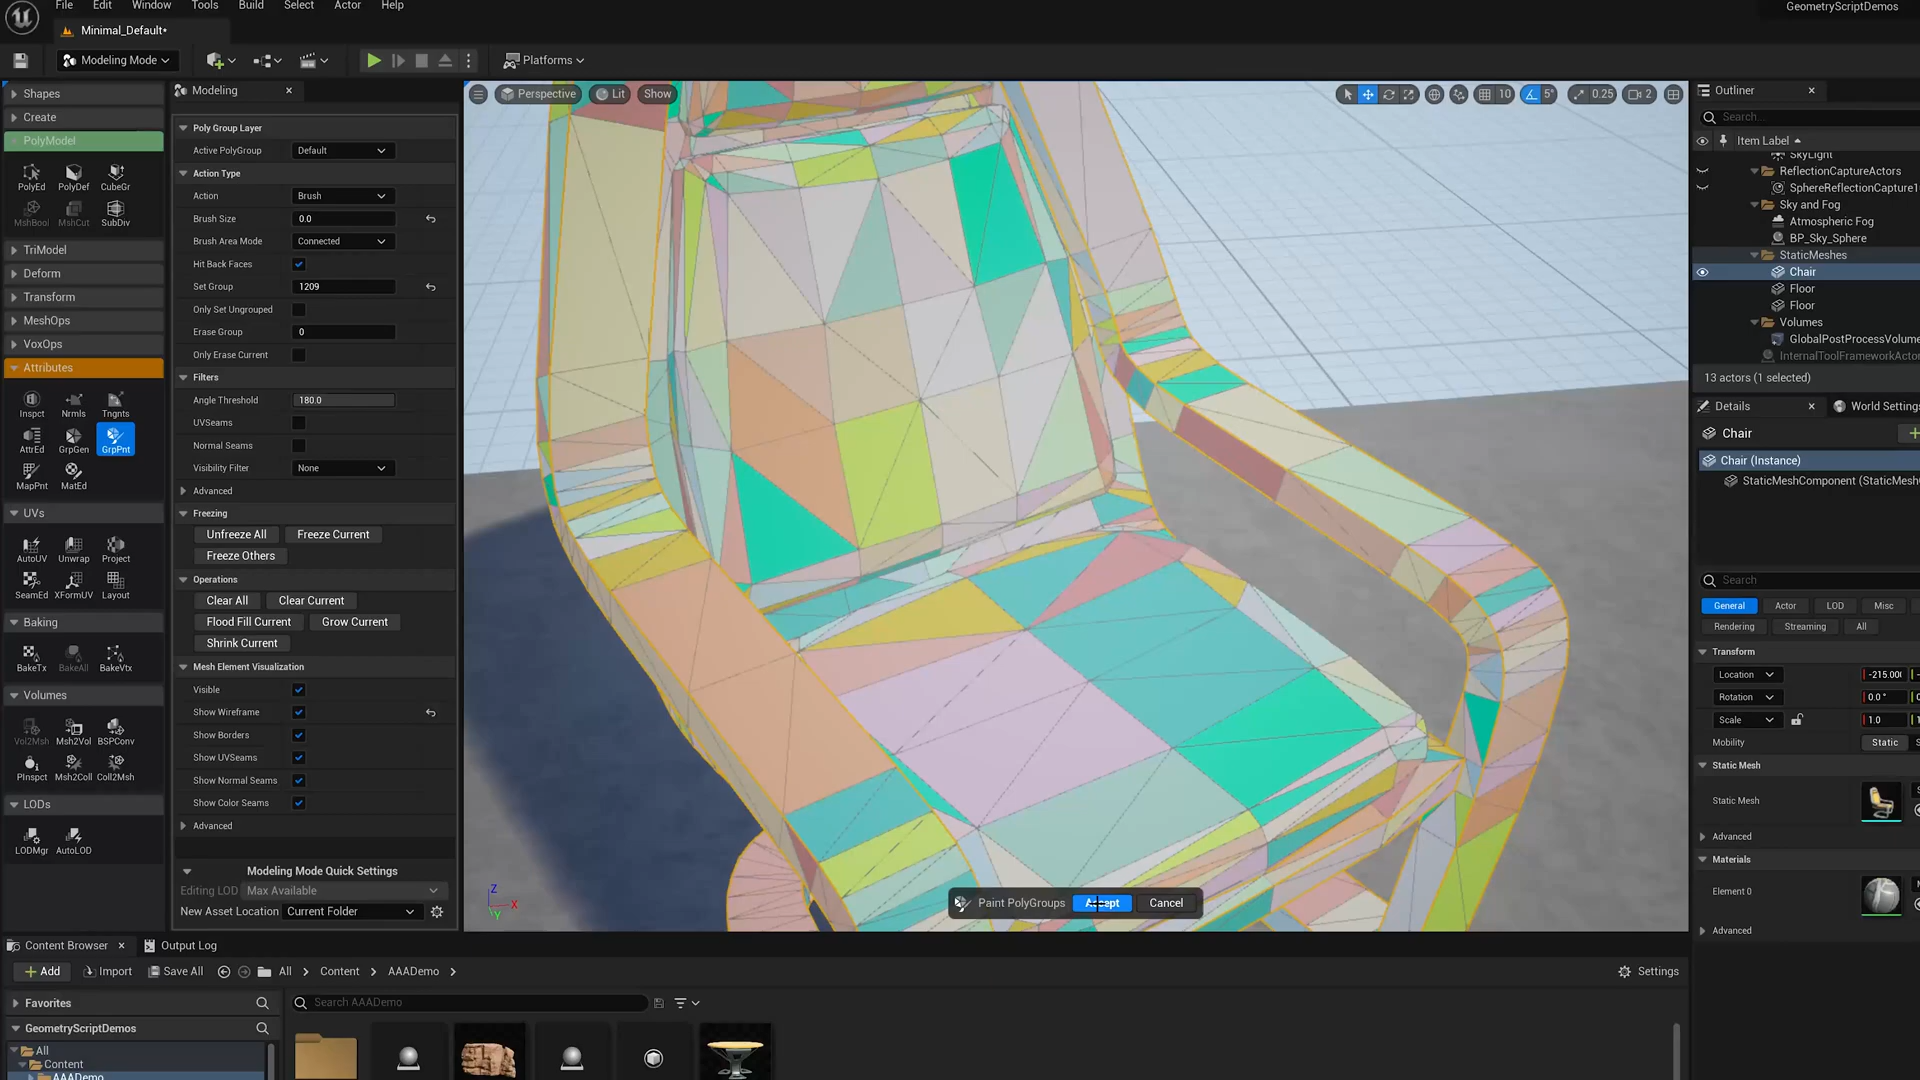 File Edit Window Tools Build Select Actor Help
GeometryScriptDemos
Minimal_Default*
Modeling Mode
Platforms
Shapes
Create
PolyModel
PolyEd PolyDef CubeGr
MshBool MshCut SubDiv
TriModel
Deform
Transform
MeshOps
VoxOps
Attributes
Inspct Nrmls Tngnts
AttrEd GrpGen GrpPnt
MapPnt MatEd
UVs
AutoUV Unwrap Project
SeamEd XFormUV Layout
Baking
BakeTx BakeAll BakeVtx
Volumes
Vol2Msh Msh2Vol BSPConv
PInspct Msh2Coll Coll2Msh
LODs
LODMgr AutoLOD
Modeling
Poly Group Layer
Active PolyGroup Default
Action Type
Action Brush
Brush Size 0.0
Brush Area Mode Connected
Hit Back Faces
Set Group 1209
Only Set Ungrouped
Erase Group 0
Only Erase Current
Filters
Angle Threshold 180.0
UVSeams
Normal Seams
Visibility Filter None
Advanced
Freezing
Unfreeze All Freeze Current
Freeze Others
Operations
Clear All Clear Current
Flood Fill Current Grow Current
Shrink Current
Mesh Element Visualization
Visible
Show Wireframe
Show Borders
Show UVSeams
Show Normal Seams
Show Color Seams
Advanced
Modeling Mode Quick Settings
Editing LOD Max Available
New Asset Location Current Folder
Perspective Lit Show
10 5° 0.25 2
Z
X
Y
Paint PolyGroups Accept Cancel
Outliner
Search...
Item Label
SkyLight
ReflectionCaptureActors
SphereReflectionCapture1
Sky and Fog
Atmospheric Fog
BP_Sky_Sphere
StaticMeshes
Chair
Floor
Floor
Volumes
GlobalPostProcessVolume
InternalToolFrameworkActor
13 actors (1 selected)
Details World Settings
Chair
Chair (Instance)
StaticMeshComponent (StaticMesh
Search
General Actor LOD Misc
Rendering Streaming All
Transform
Location -215.00
Rotation 0.0 °
Scale 1.0
Mobility Static
Static Mesh
Static Mesh
Advanced
Materials
Element 0
Advanced
Content Browser Output Log
Add Import Save All All Content AAADemo Settings
Favorites
Search AAADemo
GeometryScriptDemos
All
Content
AAADemo